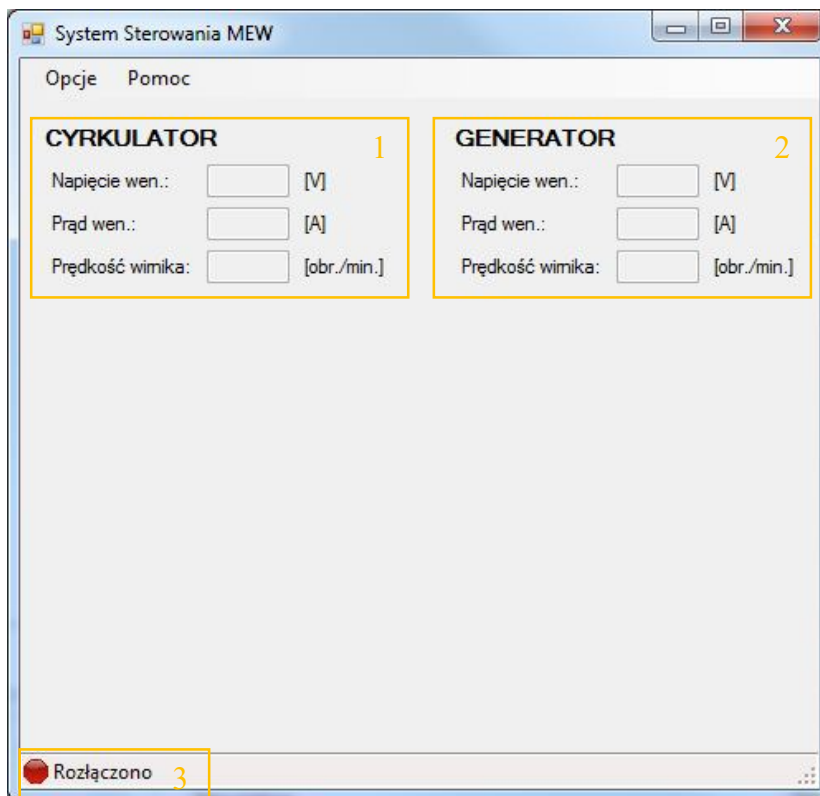 System Sterowania MEW
Opcje Pomoc
CYRKULATOR 1
Napięcie wen.: [V]
Prąd wen.: [A]
Prędkość wirnika: [obr./min.]
GENERATOR 2
Napięcie wen.: [V]
Prąd wen.: [A]
Prędkość wirnika: [obr./min.]
Rozłączono 3